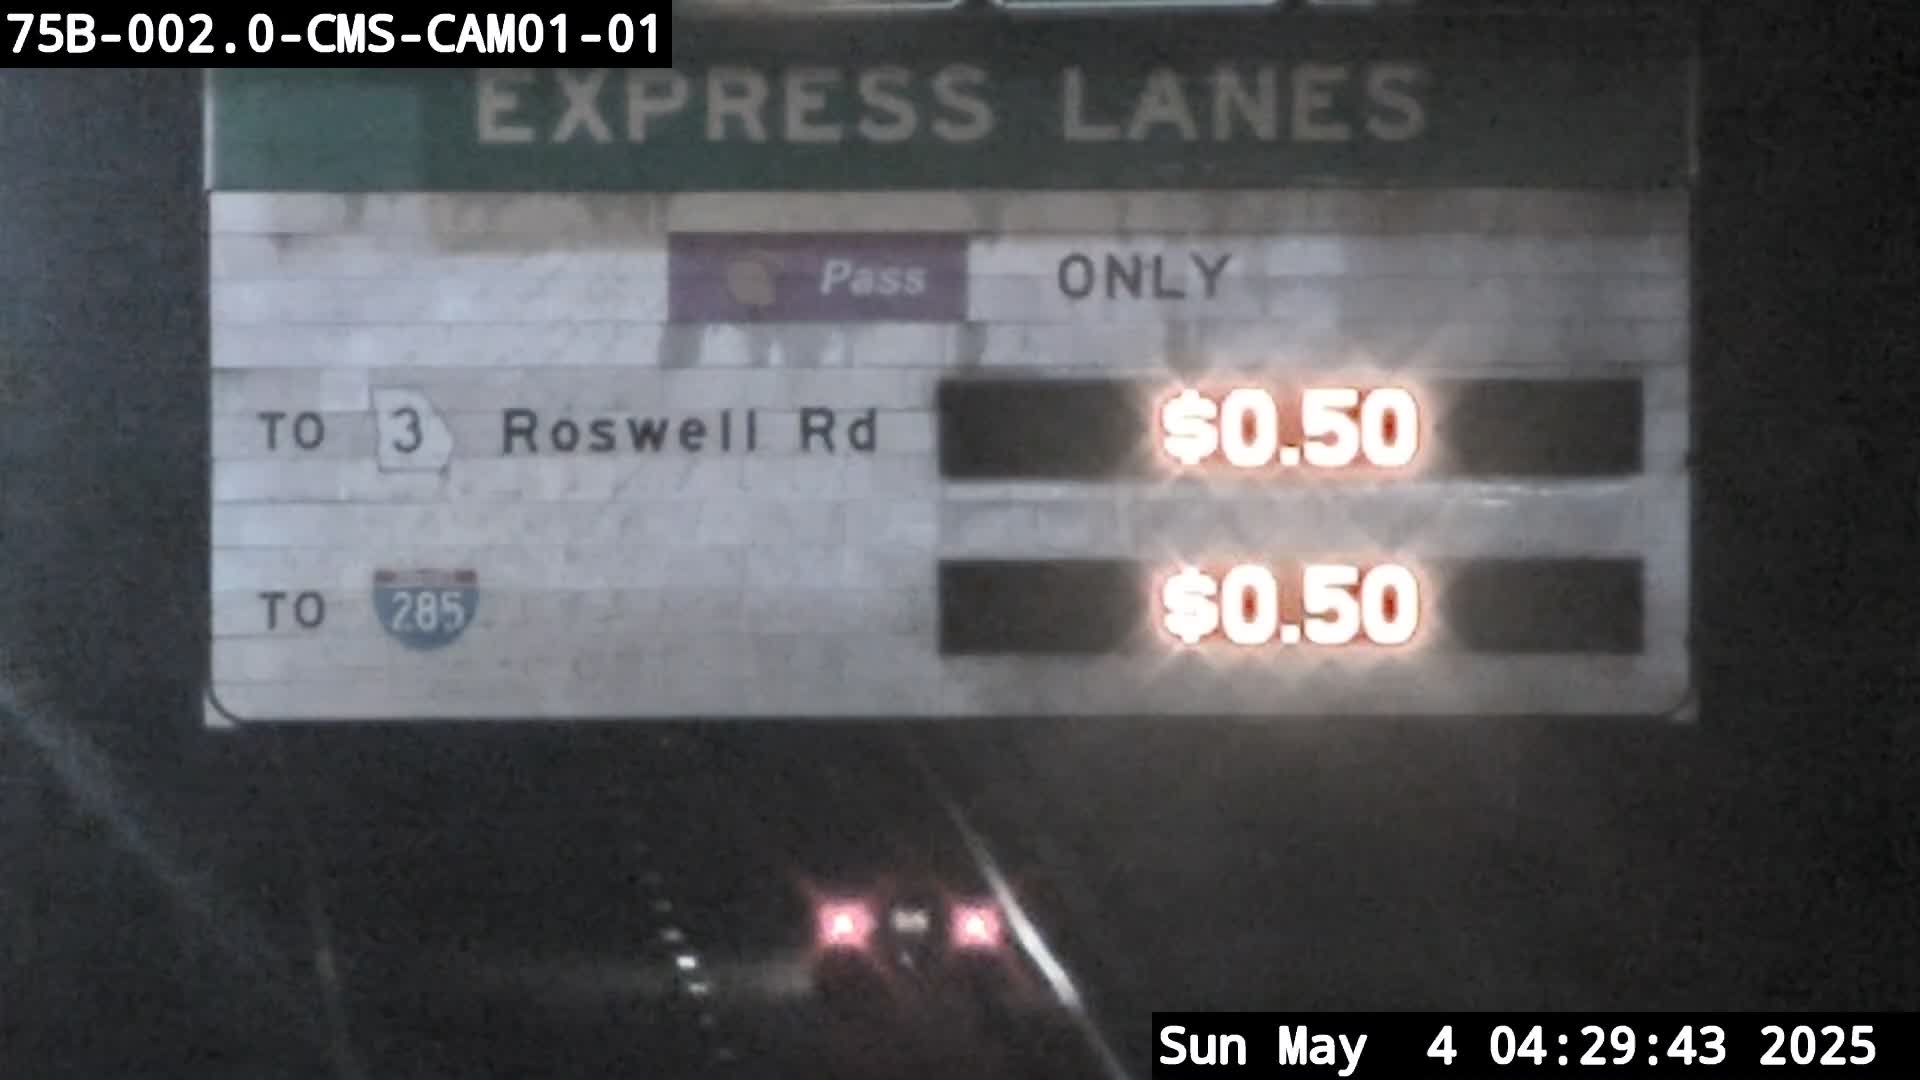 75B-002.0-CMS-CAM01-01
EXPRESS LANES
Pass ONLY
TO 3 Roswell Rd $0.50
TO 285 $0.50
Sun May 4 04:29:43 2025